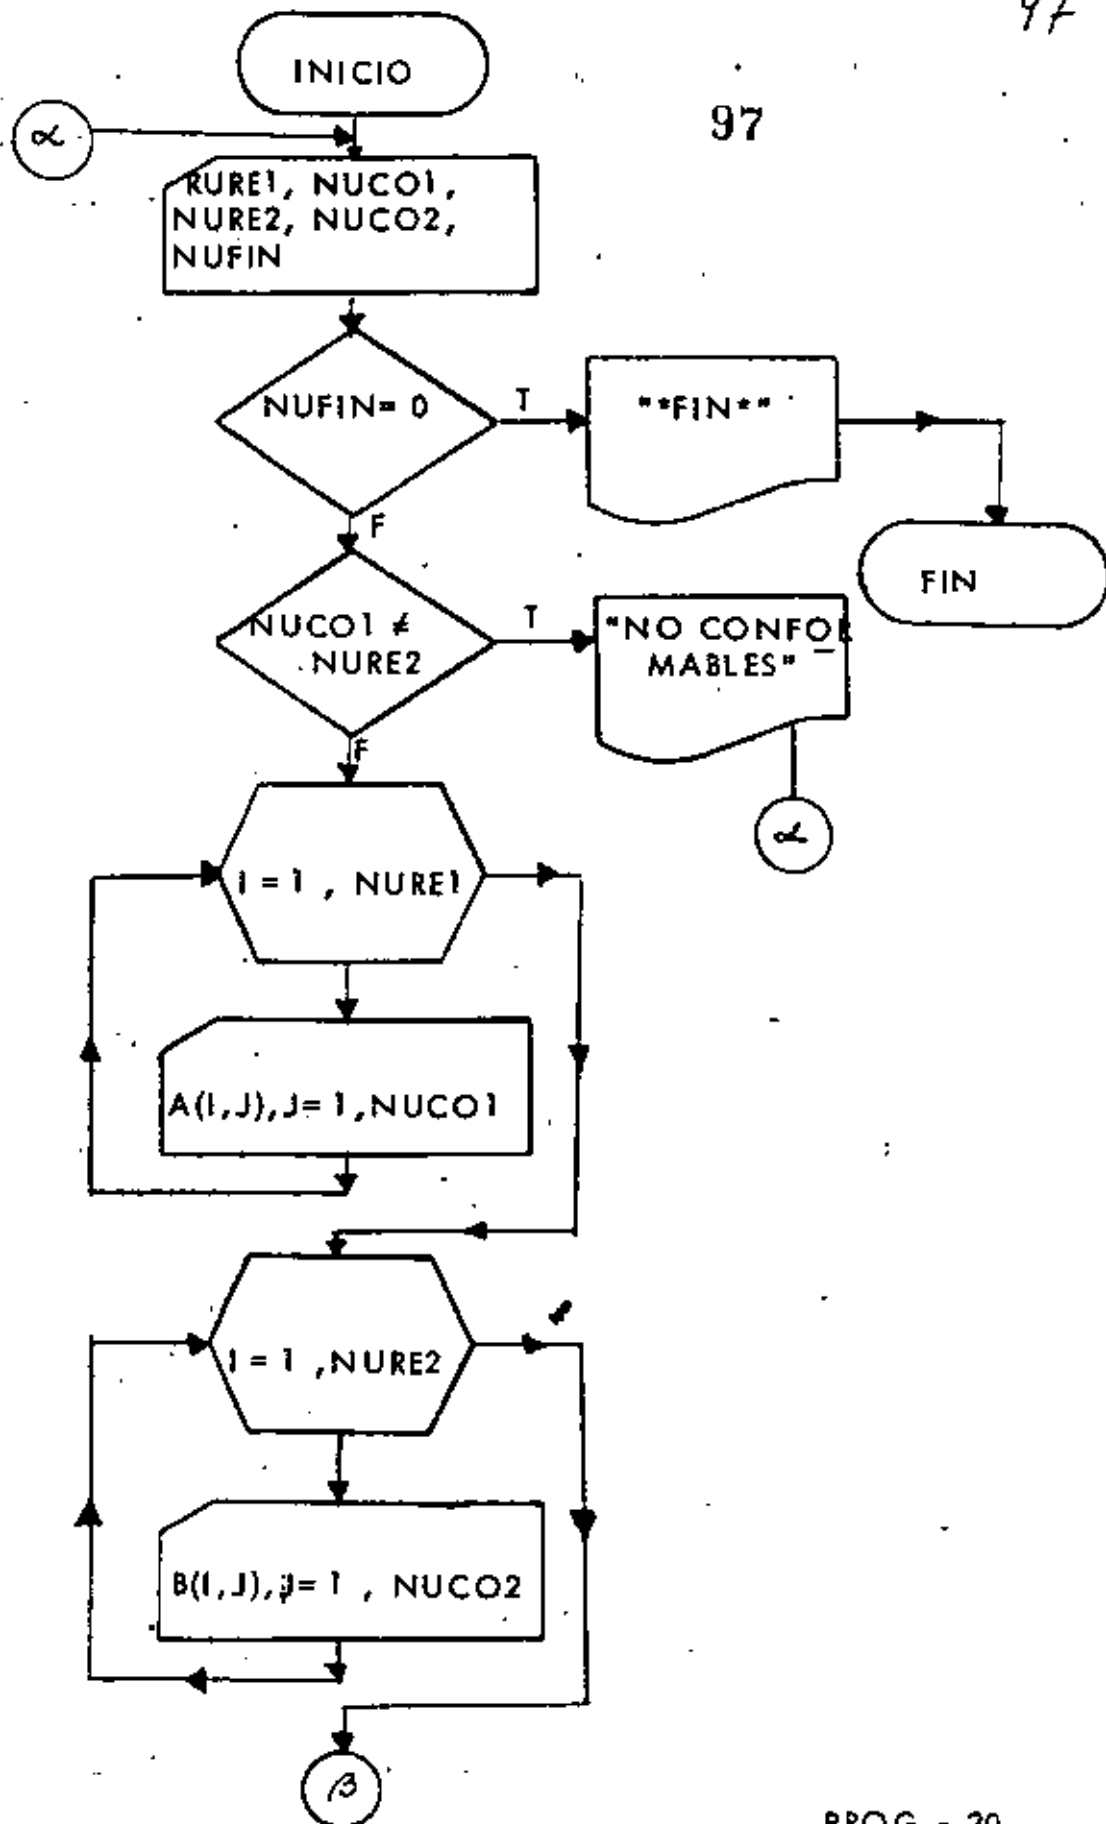 97
INICIO
97
α
RURE1, NUCO1,
NURE2, NUCO2,
NUFIN
NUFIN= 0
T
"*FIN*"
F
FIN
NUCO1 ≠
NURE2
T
"NO CONFOR
MABLES"
F
α
I = 1 , NURE1
A(I,J),J= 1,NUCO1
I = 1 ,NURE2
B(I,J),J= 1 , NUCO2
β
PROG - 20